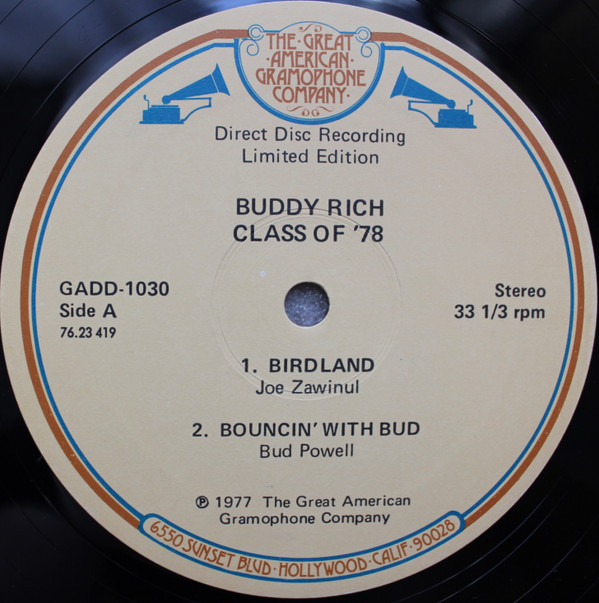 THE·GREAT
·AMERICAN·
GRAMOPHONE
COMPANY·
Direct Disc Recording
Limited Edition
BUDDY RICH
CLASS OF '78
GADD-1030
Side A
76.23 419
Stereo
33 1/3 rpm
1. BIRDLAND
Joe Zawinul
2. BOUNCIN' WITH BUD
Bud Powell
℗ 1977 The Great American
Gramophone Company
6550 SUNSET BLVD·HOLLYWOOD·CALIF·90028